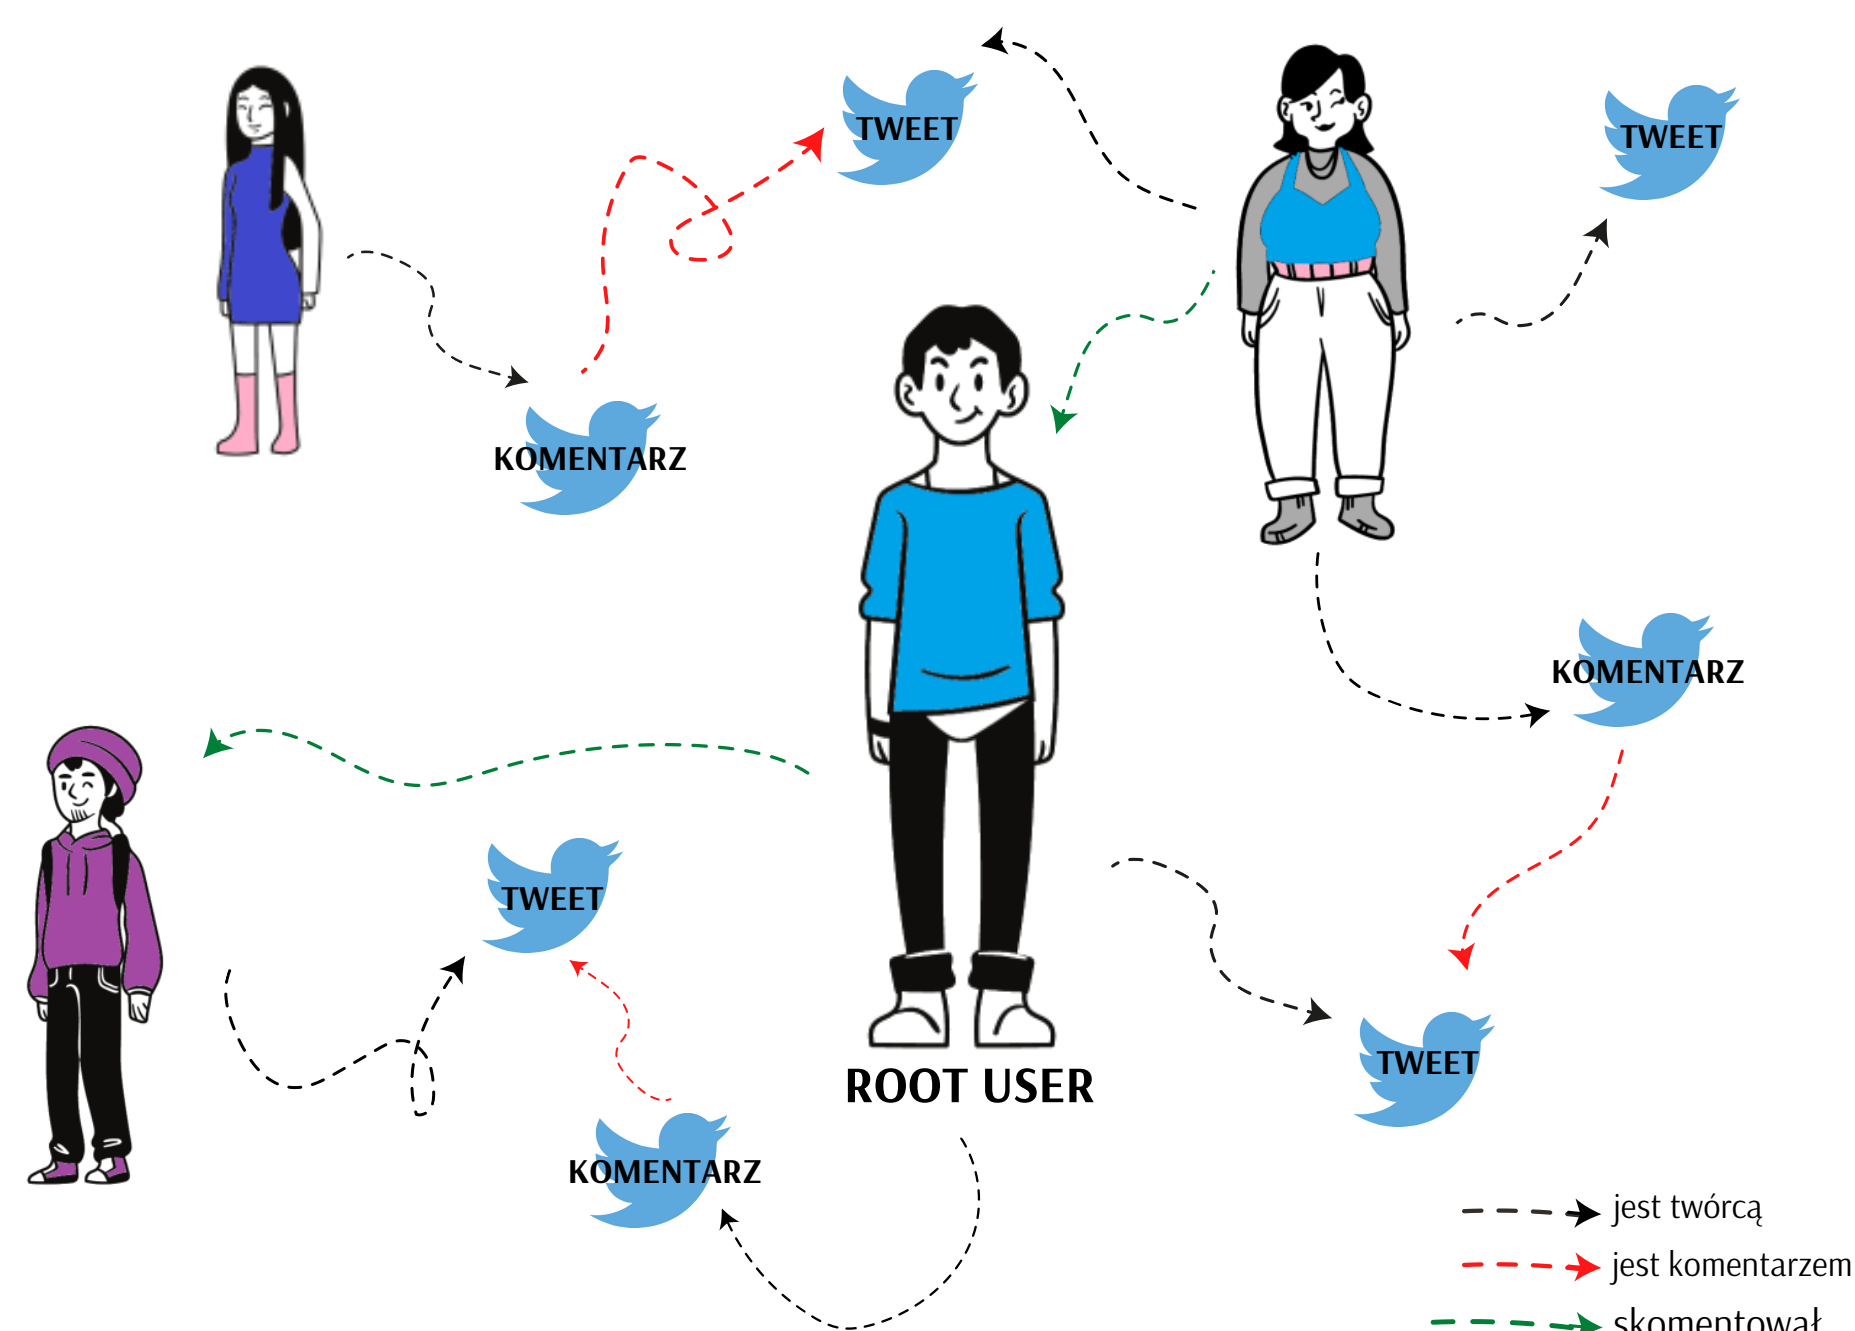 TWEET
TWEET
KOMENTARZ
KOMENTARZ
TWEET
TWEET
ROOT USER
KOMENTARZ
jest twórcą
jest komentarzem
skomentował